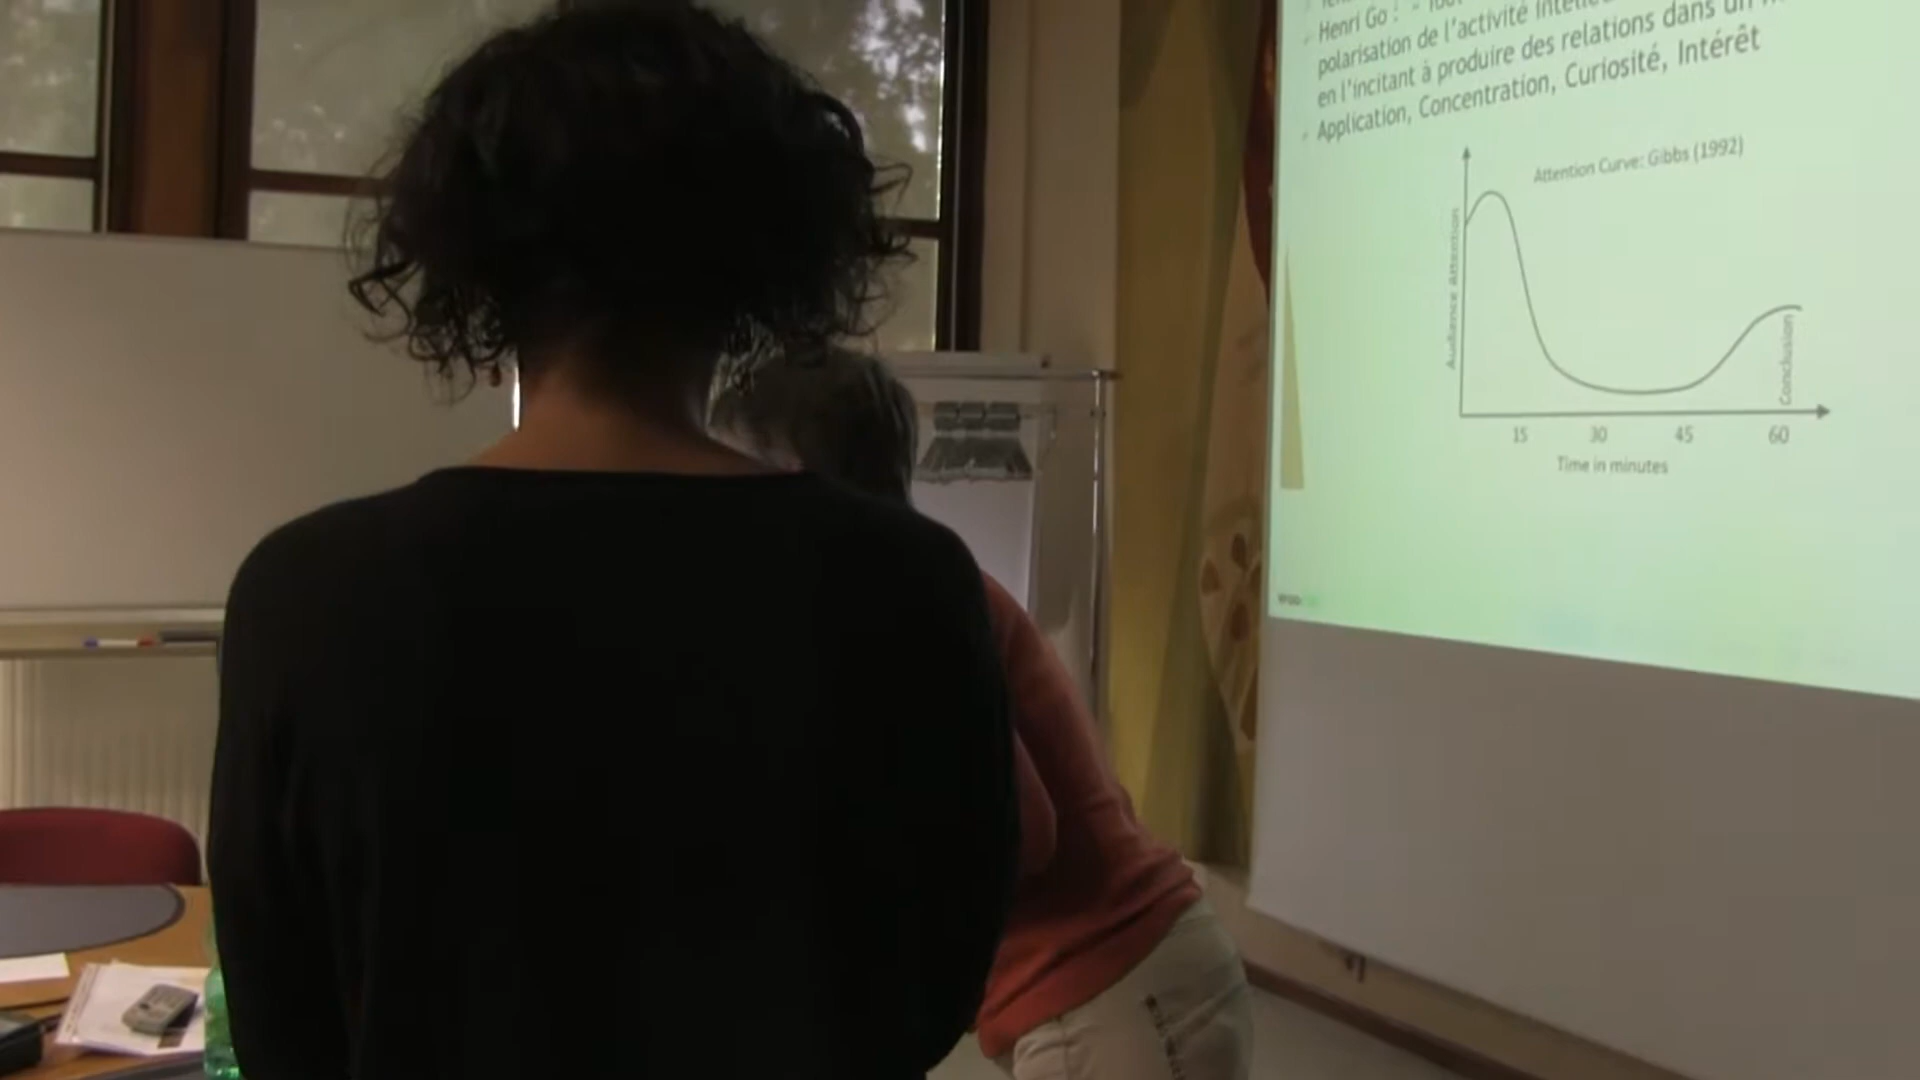 Henri Go :
polarisation de l'activité
en l'incitant à produire des relations dans un
Application, Concentration, Curiosité, Intérêt
Attention Curve: Gibbs (1992)
Audience Attention
Conclusion
15 30 45 60
Time in minutes